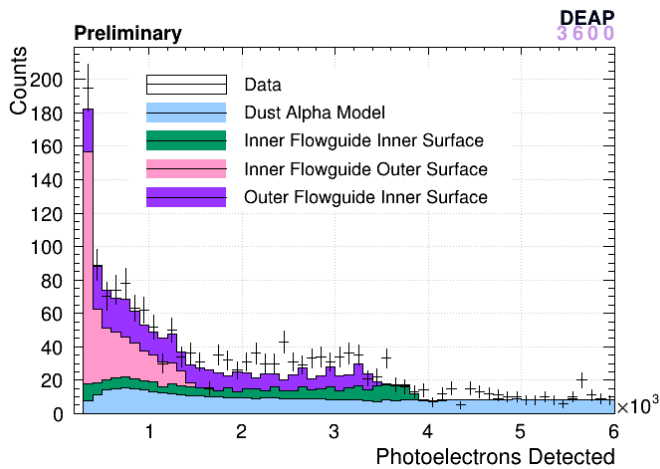 Preliminary
DEAP
3600
Counts
200
180
160
140
120
100
80
60
40
20
0
Data
Dust Alpha Model
Inner Flowguide Inner Surface
Inner Flowguide Outer Surface
Outer Flowguide Inner Surface
1 2 3 4 5 6
×10³
Photoelectrons Detected